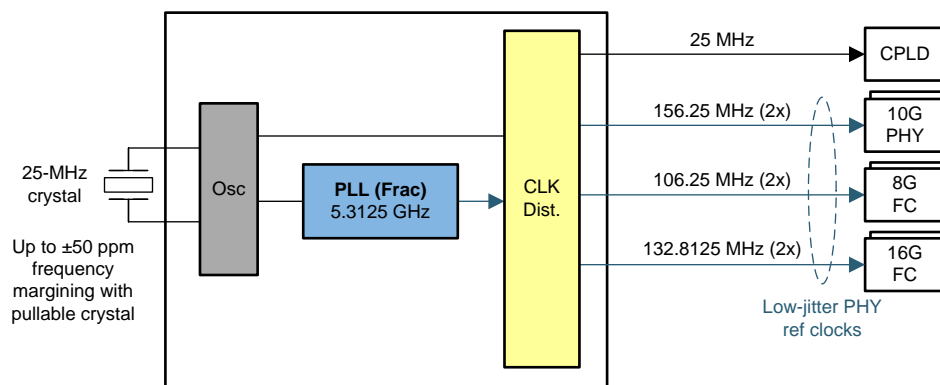 25-MHz
crystal
Up to ±50 ppm
frequency
margining with
pullable crystal
Osc
PLL (Frac)
5.3125 GHz
CLK
Dist.
25 MHz
156.25 MHz (2x)
106.25 MHz (2x)
132.8125 MHz (2x)
Low-jitter PHY
ref clocks
CPLD
10G
PHY
8G
FC
16G
FC